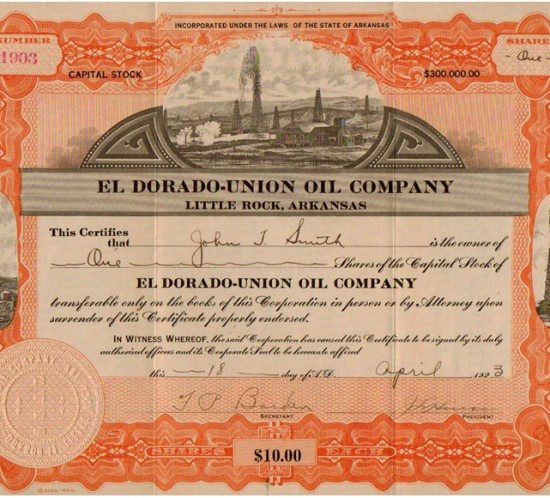 NUMBER
1903
INCORPORATED UNDER THE LAWS OF THE STATE OF ARKANSAS
SHARES
One
CAPITAL STOCK
$300.000.00
EL DORADO-UNION OIL COMPANY
LITTLE ROCK, ARKANSAS
This Certifies that John T. Smith is the owner of
One Shares of the Capital Stock of
EL DORADO-UNION OIL COMPANY
transferable only on the books of this Corporation in person or by Attorney upon
surrender of this Certificate properly endorsed.
IN WITNESS WHEREOF, the said Corporation has caused this Certificate to be signed by its duly
authorized officers and its Corporate Seal to be hereunto affixed
this 18 day of A.D. April 1923
SECRETARY
PRESIDENT
SHARES
$10.00
EACH